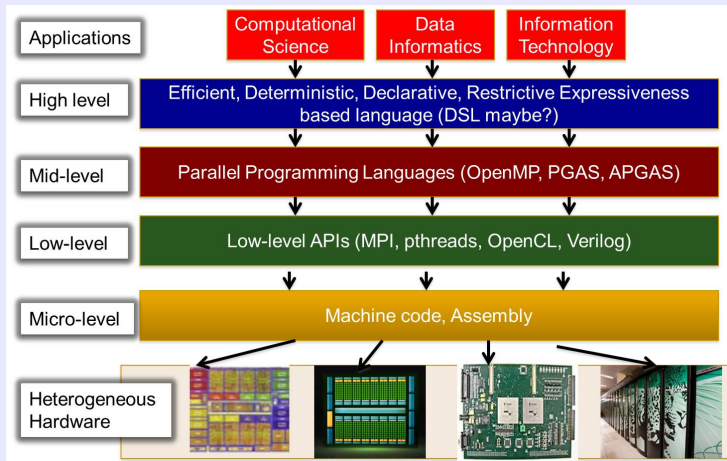 Applications
Computational
Science
Data
Informatics
Information
Technology
High level
Efficient, Deterministic, Declarative, Restrictive Expressiveness
based language (DSL maybe?)
Mid-level
Parallel Programming Languages (OpenMP, PGAS, APGAS)
Low-level
Low-level APIs (MPI, pthreads, OpenCL, Verilog)
Micro-level
Machine code, Assembly
Heterogeneous
Hardware